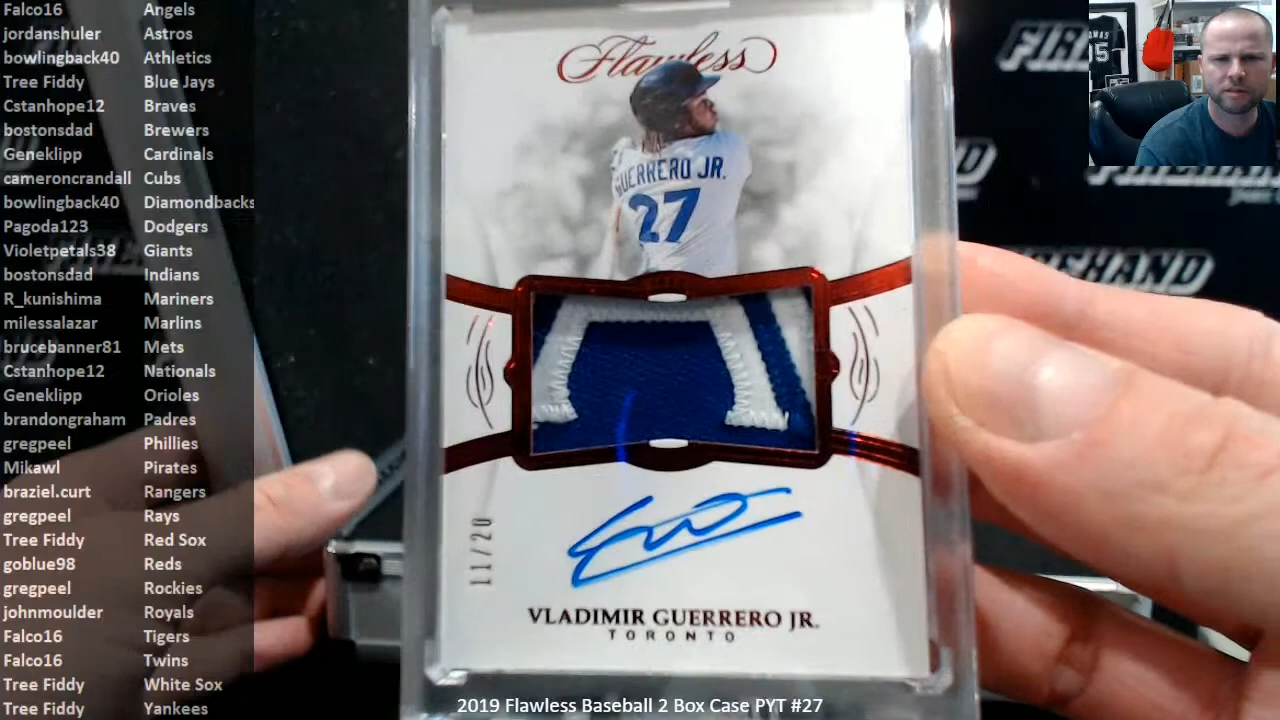 Falco16 Angels
jordanshuler Astros
bowlingback40 Athletics
Tree Fiddy Blue Jays
Cstanhope12 Braves
bostonsdad Brewers
Geneklipp Cardinals
cameroncrandall Cubs
bowlingback40 Diamondbacks
Pagoda123 Dodgers
Violetpetals38 Giants
bostonsdad Indians
R_kunishima Mariners
milessalazar Marlins
brucebanner81 Mets
Cstanhope12 Nationals
Geneklipp Orioles
brandongraham Padres
gregpeel Phillies
Mikawl Pirates
braziel.curt Rangers
gregpeel Rays
Tree Fiddy Red Sox
goblue98 Reds
gregpeel Rockies
johnmoulder Royals
Falco16 Tigers
Falco16 Twins
Tree Fiddy White Sox
Tree Fiddy Yankees
Flawless
GUERRERO JR.
27
11/20
VLADIMIR GUERRERO JR.
TORONTO
2019 Flawless Baseball 2 Box Case PYT #27